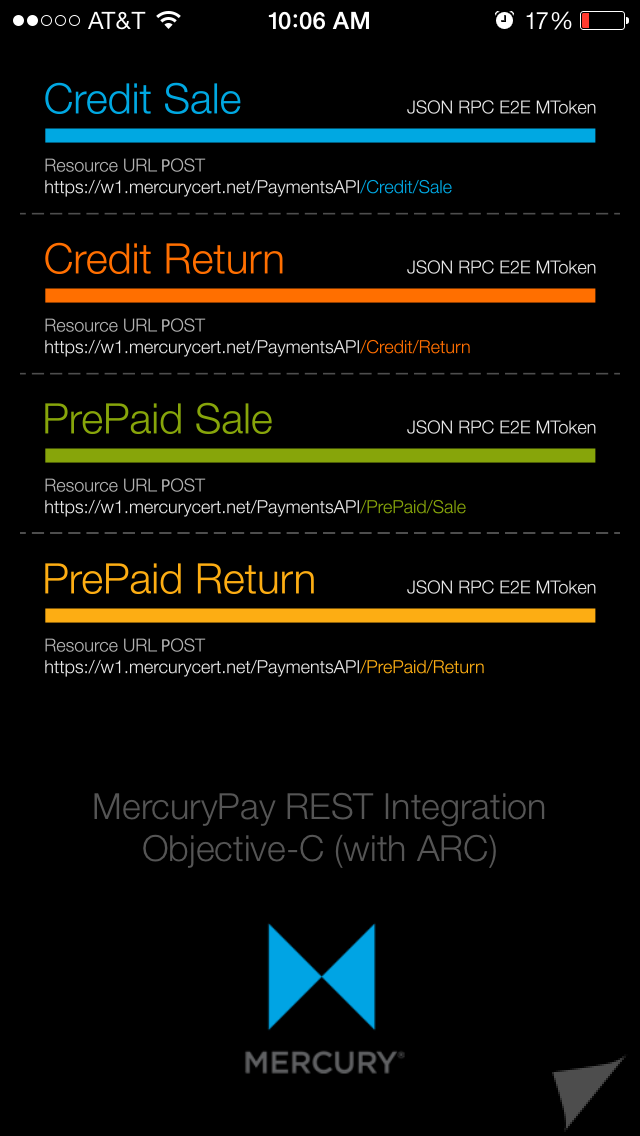 AT&T 10:06 AM 17%
Credit Sale JSON RPC E2E MToken
Resource URL POST
https://w1.mercurycert.net/PaymentsAPI/Credit/Sale
Credit Return JSON RPC E2E MToken
Resource URL POST
https://w1.mercurycert.net/PaymentsAPI/Credit/Return
PrePaid Sale JSON RPC E2E MToken
Resource URL POST
https://w1.mercurycert.net/PaymentsAPI/PrePaid/Sale
PrePaid Return JSON RPC E2E MToken
Resource URL POST
https://w1.mercurycert.net/PaymentsAPI/PrePaid/Return
MercuryPay REST Integration
Objective-C (with ARC)
MERCURY®